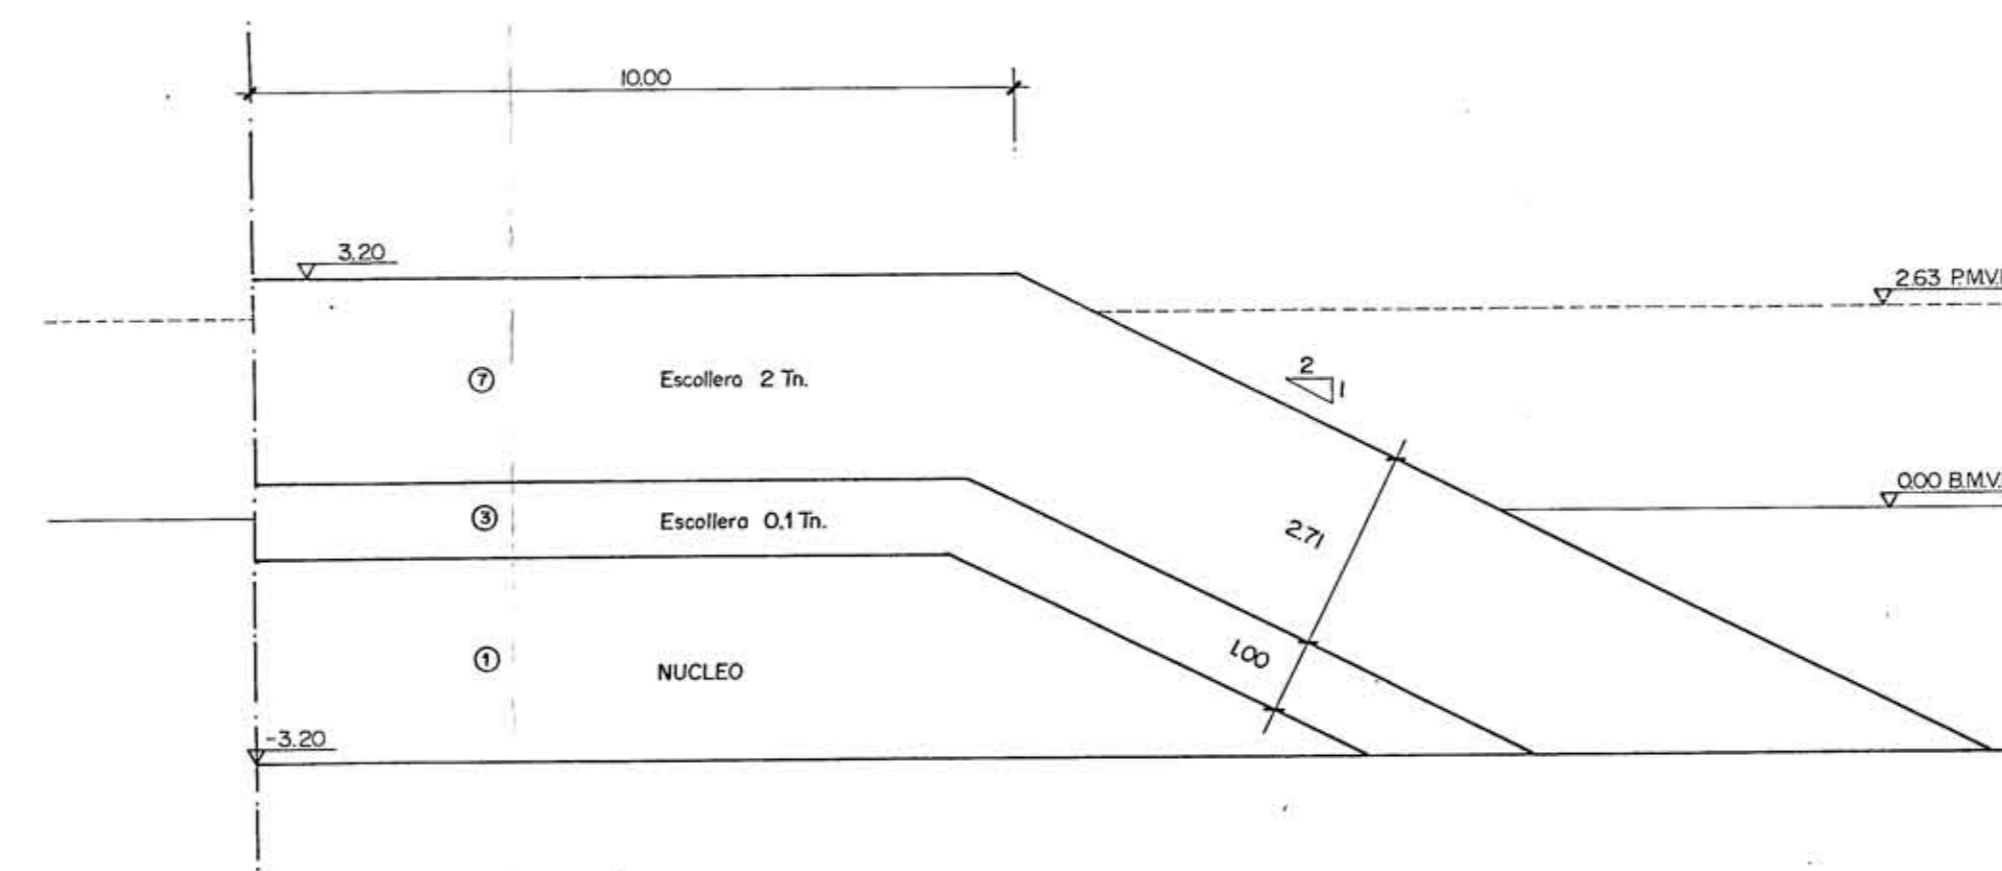 10.00
3.20
2.63 P.M.V.
2
1
⑦ Escollera 2 Tn.
0.00 B.M.V.
③ Escollera 0,1 Tn.
2.71
1.00
① NUCLEO
-3.20